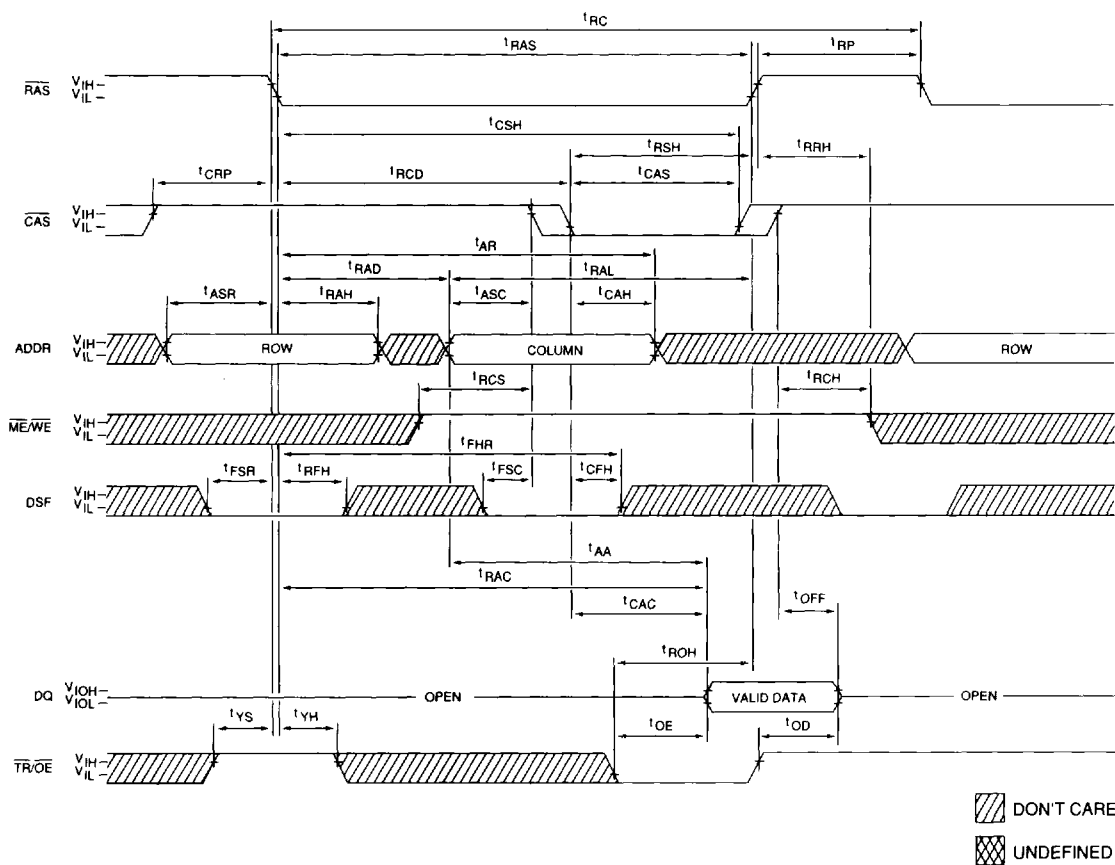 tRC
tRAS
tRP
RAS
VIH
VIL
tCSH
tRSH
tRRH
tCRP
tRCD
tCAS
CAS
VIH
VIL
tAR
tRAD
tRAL
tASR
tRAH
tASC
tCAH
ADDR
VIH
VIL
ROW
COLUMN
ROW
tRCS
tRCH
ME/WE
VIH
VIL
tFHR
tFSR
tRFH
tFSC
tCFH
DSF
VIH
VIL
tAA
tRAC
tCAC
tOFF
tROH
DQ
VIOH
VIOL
OPEN
VALID DATA
OPEN
tYS
tYH
tOE
tOD
TR/OE
VIH
VIL
DON'T CARE
UNDEFINED